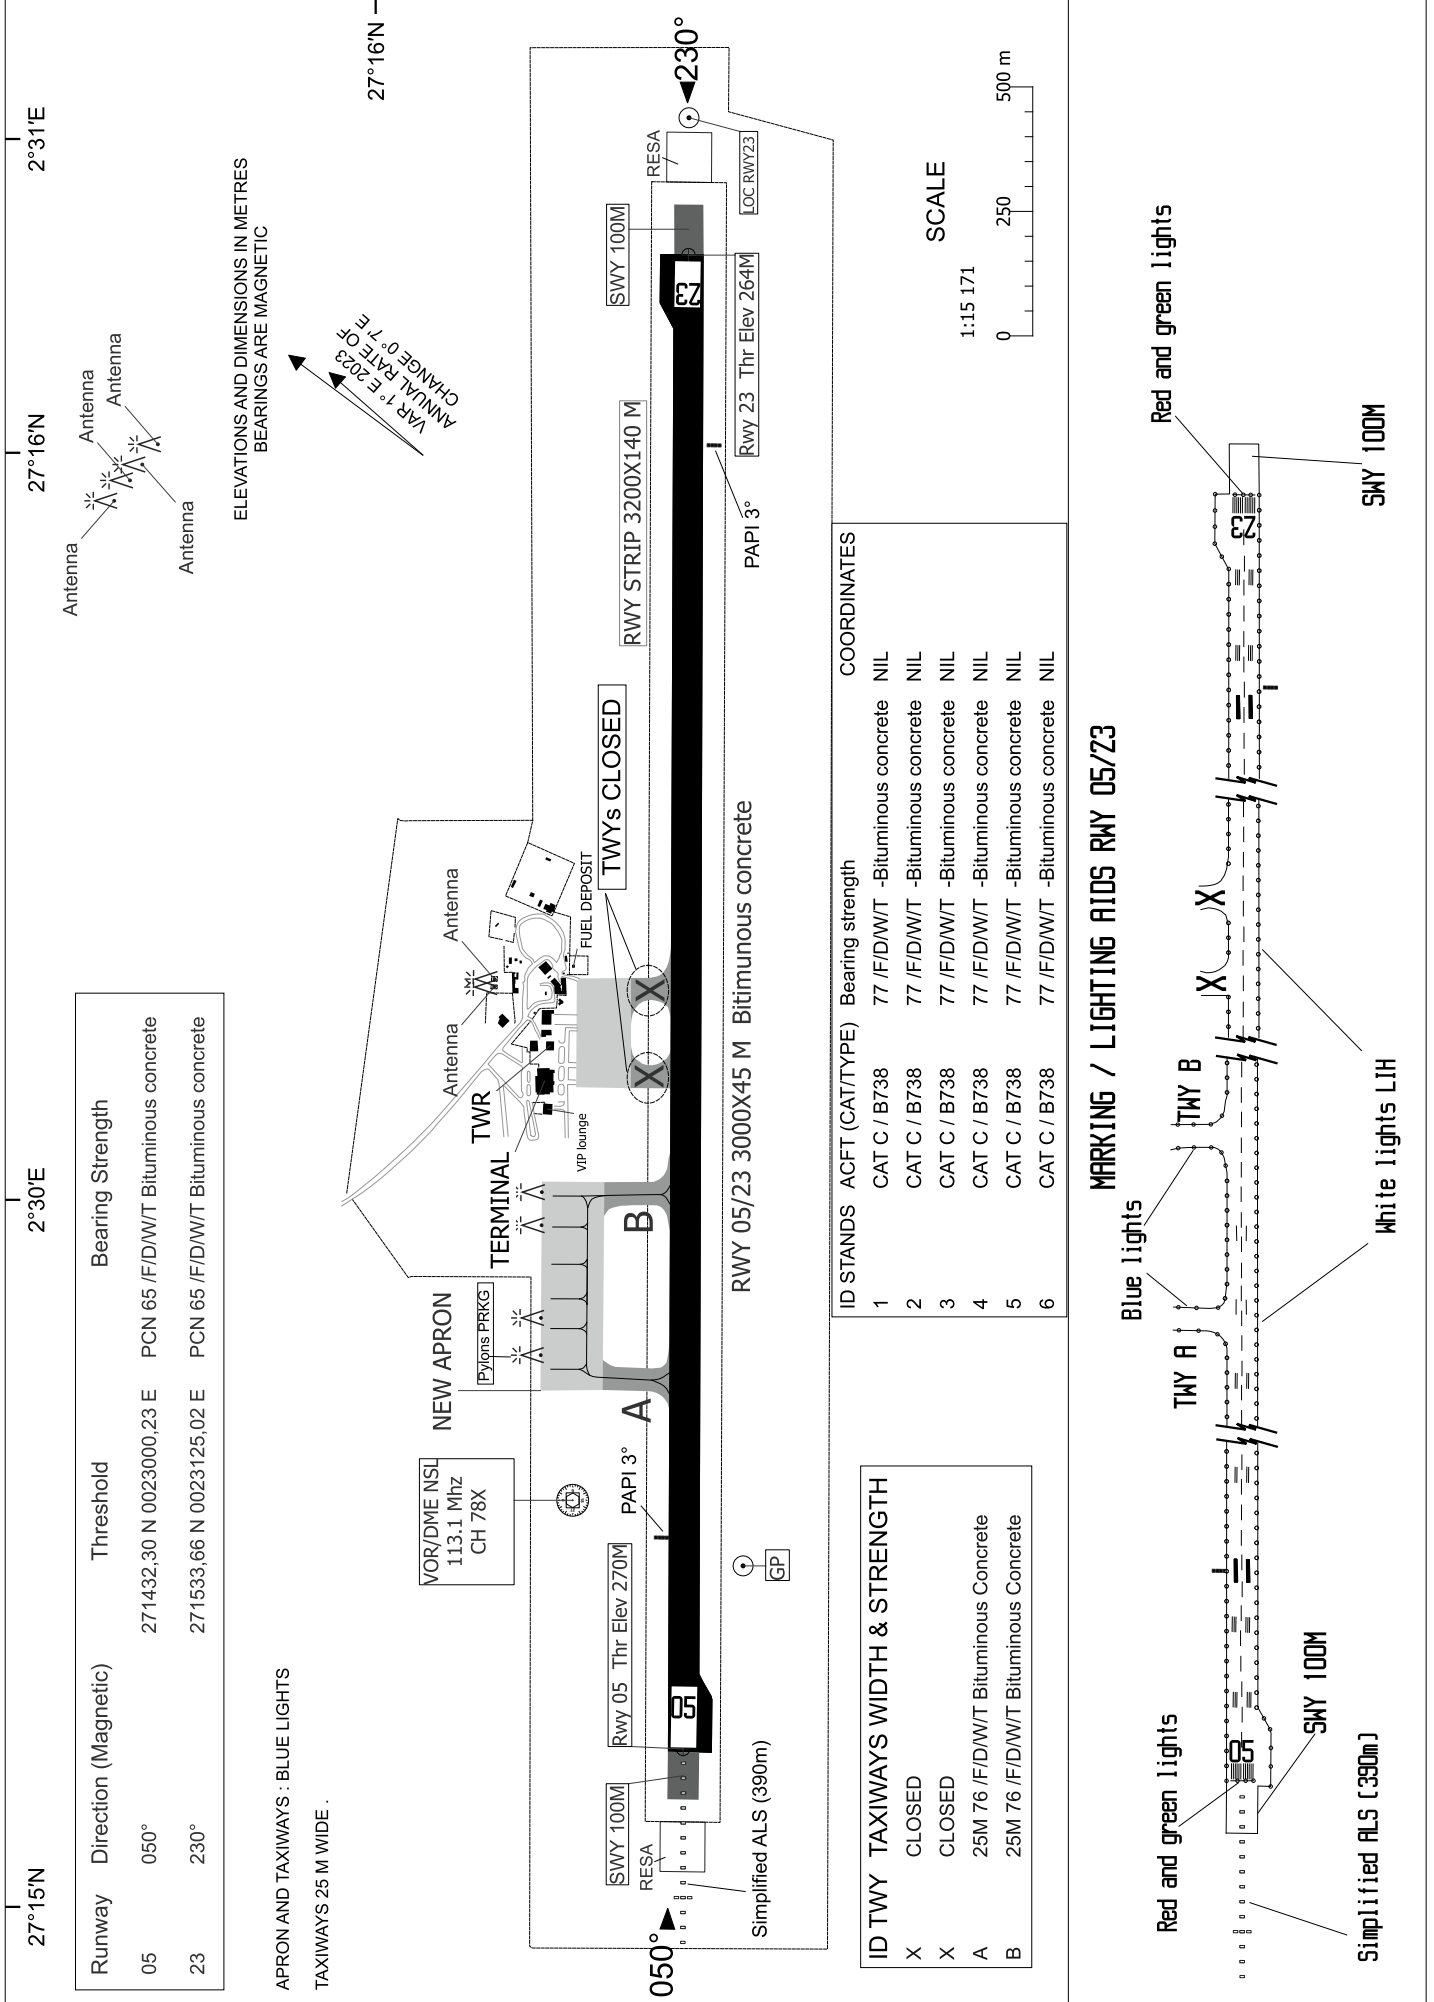 27°15'N
2°30'E
27°16'N
2°31'E
27°16'N
Runway Direction (Magnetic) Threshold Bearing Strength
05 050° 271432,30 N 0023000,23 E PCN 65 /F/D/W/T Bituminous concrete
23 230° 271533,66 N 0023125,02 E PCN 65 /F/D/W/T Bituminous concrete
Antenna
Antenna
Antenna
Antenna
ELEVATIONS AND DIMENSIONS IN METRES
BEARINGS ARE MAGNETIC
VAR 1° E 2023
ANNUAL RATE OF
CHANGE 0° 7' E
APRON AND TAXIWAYS : BLUE LIGHTS
TAXIWAYS 25 M WIDE .
VOR/DME NSL
113.1 Mhz
CH 78X
NEW APRON
Pylons PRKG
TERMINAL
TWR
Antenna
Antenna
VIP lounge
FUEL DEPOSIT
TWYs CLOSED
X
X
A
B
RWY STRIP 3200X140 M
SWY 100M
RESA
SWY 100M
RESA
Rwy 05 Thr Elev 270M
PAPI 3°
050°
05
23
230°
LOC RWY23
Rwy 23 Thr Elev 264M
PAPI 3°
GP
RWY 05/23 3000X45 M Bitimunous concrete
Simplified ALS (390m)
SCALE
1:15 171
0 250 500 m
ID TWY TAXIWAYS WIDTH & STRENGTH
X CLOSED
X CLOSED
A 25M 76 /F/D/W/T Bituminous Concrete
B 25M 76 /F/D/W/T Bituminous Concrete
ID STANDS ACFT (CAT/TYPE) Bearing strength COORDINATES
1 CAT C / B738 77 /F/D/W/T -Bituminous concrete NIL
2 CAT C / B738 77 /F/D/W/T -Bituminous concrete NIL
3 CAT C / B738 77 /F/D/W/T -Bituminous concrete NIL
4 CAT C / B738 77 /F/D/W/T -Bituminous concrete NIL
5 CAT C / B738 77 /F/D/W/T -Bituminous concrete NIL
6 CAT C / B738 77 /F/D/W/T -Bituminous concrete NIL
MARKING / LIGHTING AIDS RWY 05/23
Red and green lights
Blue lights
Red and green lights
TWY A
TWY B
X
X
05
23
Simplified ALS (390m)
SWY 100M
White lights LIH
SWY 100M